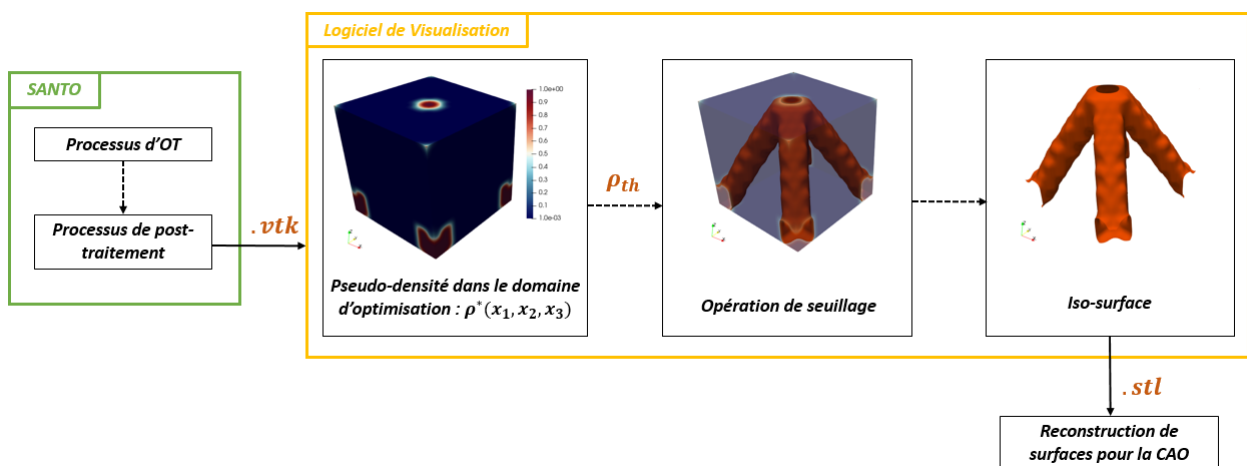 Logiciel de Visualisation
SANTO
Processus d'OT
Processus de post-
traitement
.vtk
1.0e+00
0.9
0.8
0.7
0.6
0.5
0.4
0.3
0.2
0.1
1.0e-03
Pseudo-densité dans le domaine
d'optimisation : ρ*(x₁, x₂, x₃)
ρth
Opération de seuillage
Iso-surface
.stl
Reconstruction de
surfaces pour la CAO